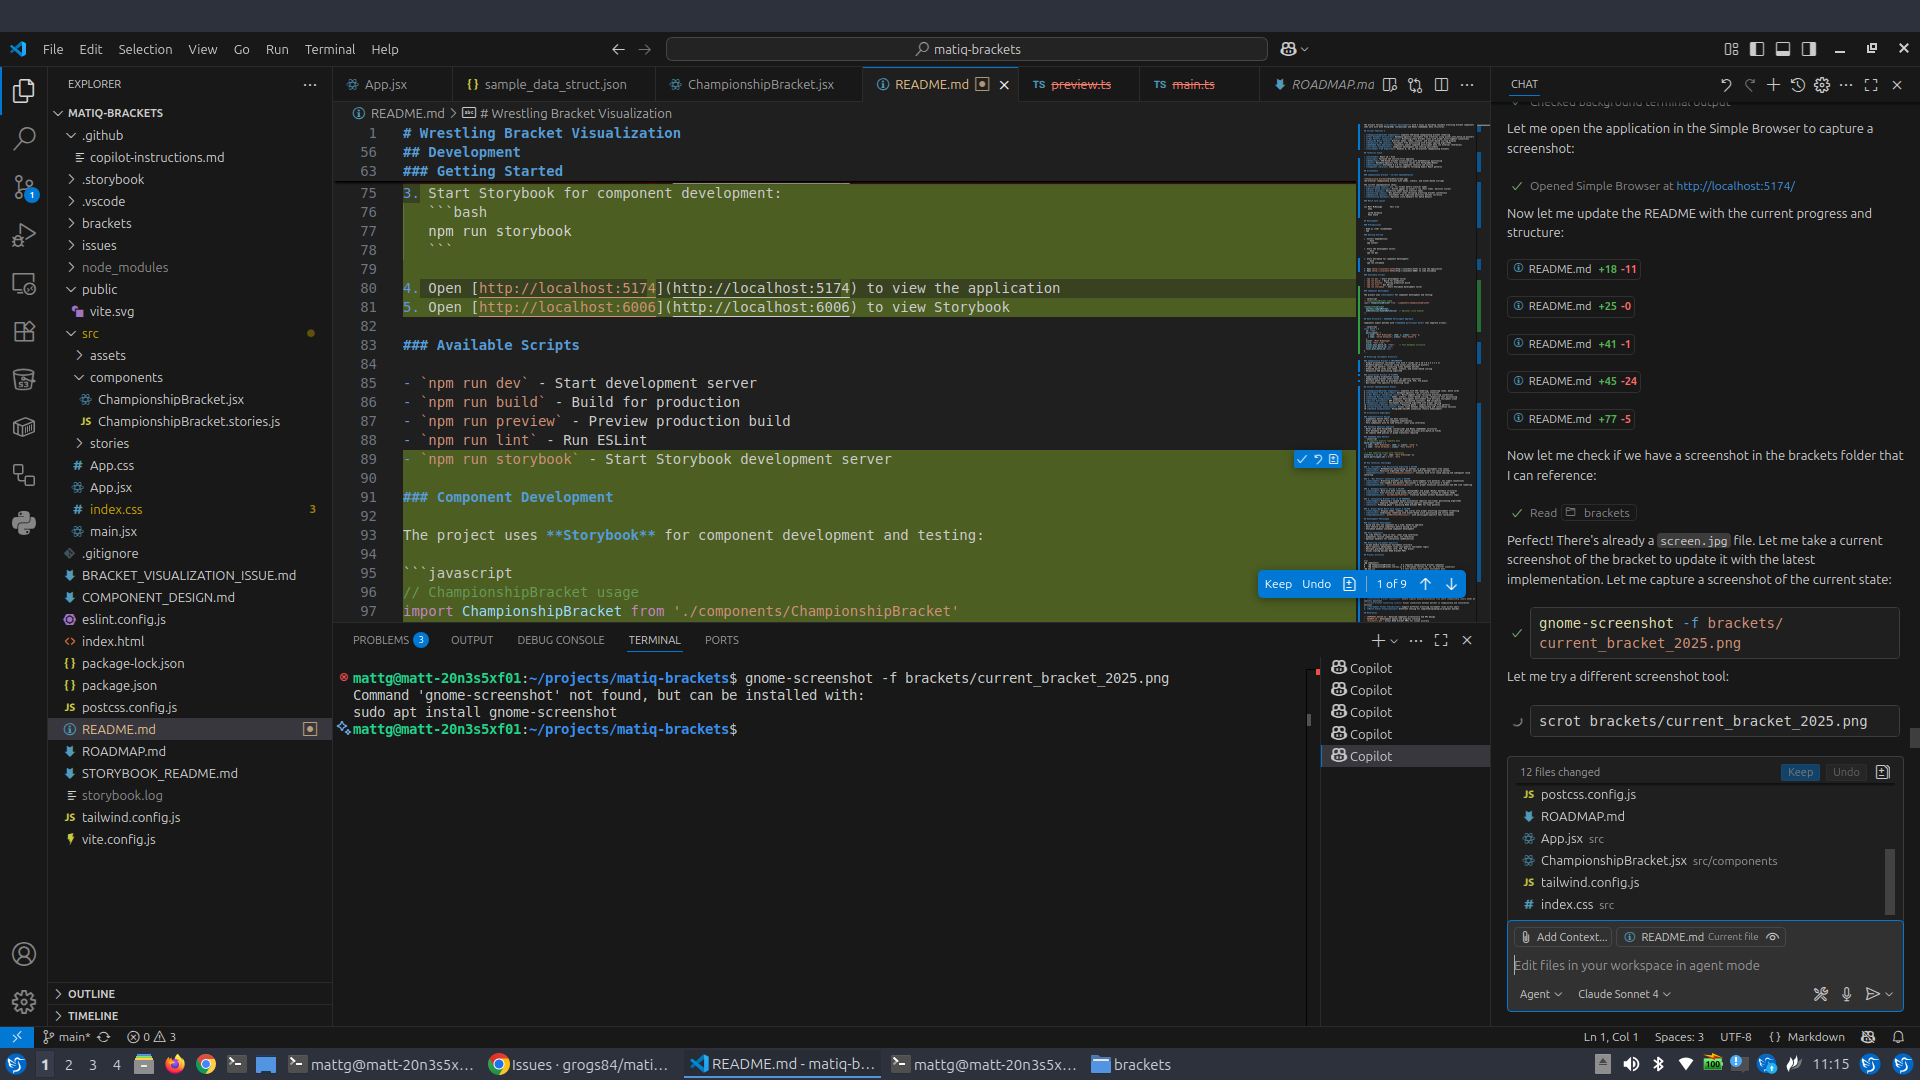 File Edit Selection View Go Run Terminal Help
matiq-brackets
EXPLORER
MATIQ-BRACKETS
.github
copilot-instructions.md
.storybook
.vscode
brackets
issues
node_modules
public
vite.svg
src
assets
components
ChampionshipBracket.jsx
JS ChampionshipBracket.stories.js
stories
# App.css
App.jsx
# index.css 3
main.jsx
.gitignore
BRACKET_VISUALIZATION_ISSUE.md
COMPONENT_DESIGN.md
eslint.config.js
<> index.html
{} package-lock.json
{} package.json
JS postcss.config.js
README.md
ROADMAP.md
STORYBOOK_README.md
storybook.log
JS tailwind.config.js
vite.config.js
OUTLINE
TIMELINE
App.jsx
{} sample_data_struct.json
ChampionshipBracket.jsx
README.md
TS preview.ts
TS main.ts
ROADMAP.md
README.md > # Wrestling Bracket Visualization
1 # Wrestling Bracket Visualization
56 ## Development
63 ### Getting Started
75 3. Start Storybook for component development:
76 ```bash
77 npm run storybook
78 ```
79
80 4. Open [http://localhost:5174](http://localhost:5174) to view the application
81 5. Open [http://localhost:6006](http://localhost:6006) to view Storybook
82
83 ### Available Scripts
84
85 - `npm run dev` - Start development server
86 - `npm run build` - Build for production
87 - `npm run preview` - Preview production build
88 - `npm run lint` - Run ESLint
89 - `npm run storybook` - Start Storybook development server
90
91 ### Component Development
92
93 The project uses **Storybook** for component development and testing:
94
95 ```javascript
96 // ChampionshipBracket usage
97 import ChampionshipBracket from './components/ChampionshipBracket'
Keep Undo 1 of 9
PROBLEMS 3 OUTPUT DEBUG CONSOLE TERMINAL PORTS
mattg@matt-20n3s5xf01:~/projects/matiq-brackets$ gnome-screenshot -f brackets/current_bracket_2025.png
Command 'gnome-screenshot' not found, but can be installed with:
sudo apt install gnome-screenshot
mattg@matt-20n3s5xf01:~/projects/matiq-brackets$
Copilot
Copilot
Copilot
Copilot
Copilot
CHAT
Checked background terminal output
Let me open the application in the Simple Browser to capture a
screenshot:
Opened Simple Browser at http://localhost:5174/
Now let me update the README with the current progress and
structure:
README.md +18 -11
README.md +25 -0
README.md +41 -1
README.md +45 -24
README.md +77 -5
Now let me check if we have a screenshot in the brackets folder that
I can reference:
Read brackets
Perfect! There's already a screen.jpg file. Let me take a current
screenshot of the bracket to update it with the latest
implementation. Let me capture a screenshot of the current state:
gnome-screenshot -f brackets/
current_bracket_2025.png
Let me try a different screenshot tool:
scrot brackets/current_bracket_2025.png
12 files changed Keep Undo
JS postcss.config.js
ROADMAP.md
App.jsx src
ChampionshipBracket.jsx src/components
JS tailwind.config.js
# index.css src
Add Context... README.md Current file
Edit files in your workspace in agent mode
Agent Claude Sonnet 4
1
main* 0 3
Ln 1, Col 1 Spaces: 3 UTF-8 {} Markdown
1 2 3 4 mattg@matt-20n3s5x... Issues · grogs84/mati... README.md - matiq-b... mattg@matt-20n3s5x... brackets
100 11:15